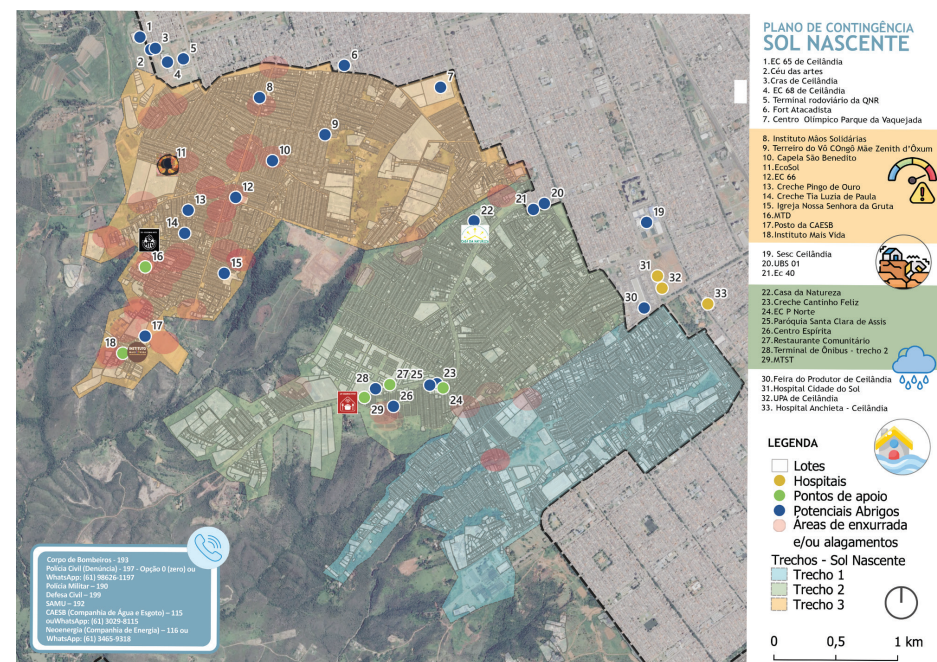 PLANO DE CONTINGÊNCIA
SOL NASCENTE
1.EC 65 de Ceilândia
2.Céu das artes
3.Cras de Ceilândia
4. EC 68 de Ceilândia
5. Terminal rodoviário da QNR
6. Fort Atacadista
7. Centro Olímpico Parque da Vaquejada
8. Instituto Mãos Solidárias
9. Terreiro do Vô COngô Mãe Zenith d'Öxum
10. Capela São Benedito
11.EcoSol
12.EC 66
13. Creche Pingo de Ouro
14. Creche Tia Luzia de Paula
15. Igreja Nossa Senhora da Gruta
16.MTD
17.Posto da CAESB
18.Instituto Mais Vida
19. Sesc Ceilândia
20.UBS 01
21.Ec 40
22.Casa da Natureza
23.Creche Cantinho Feliz
24.EC P Norte
25.Paróquia Santa Clara de Assis
26.Centro Espírita
27.Restaurante Comunitário
28.Terminal de Ônibus - trecho 2
29.MTST
30.Feira do Produtor de Ceilândia
31.Hospital Cidade do Sol
32.UPA de Ceilândia
33. Hospital Anchieta - Ceilândia
LEGENDA
Lotes
Hospitais
Pontos de apoio
Potenciais Abrigos
Áreas de enxurrada
e/ou alagamentos
Trechos - Sol Nascente
Trecho 1
Trecho 2
Trecho 3
0 0,5 1 km
1
2
3
4
5
6
7
8
9
10
11
12
13
14
15
16
17
18
19
20
21
22
23
24
25
26
27
28
29
30
31
32
33
Corpo de Bombeiros - 193
Polícia Civil (Denúncia) - 197 - Opção 0 (zero) ou
WhatsApp: (61) 98626-1197
Polícia Militar – 190
Defesa Civil – 199
SAMU – 192
CAESB (Companhia de Água e Esgoto) – 115
ouWhatsApp: (61) 3029-8115
Neoenergia (Companhia de Energia) – 116 ou
WhatsApp: (61) 3465-9318